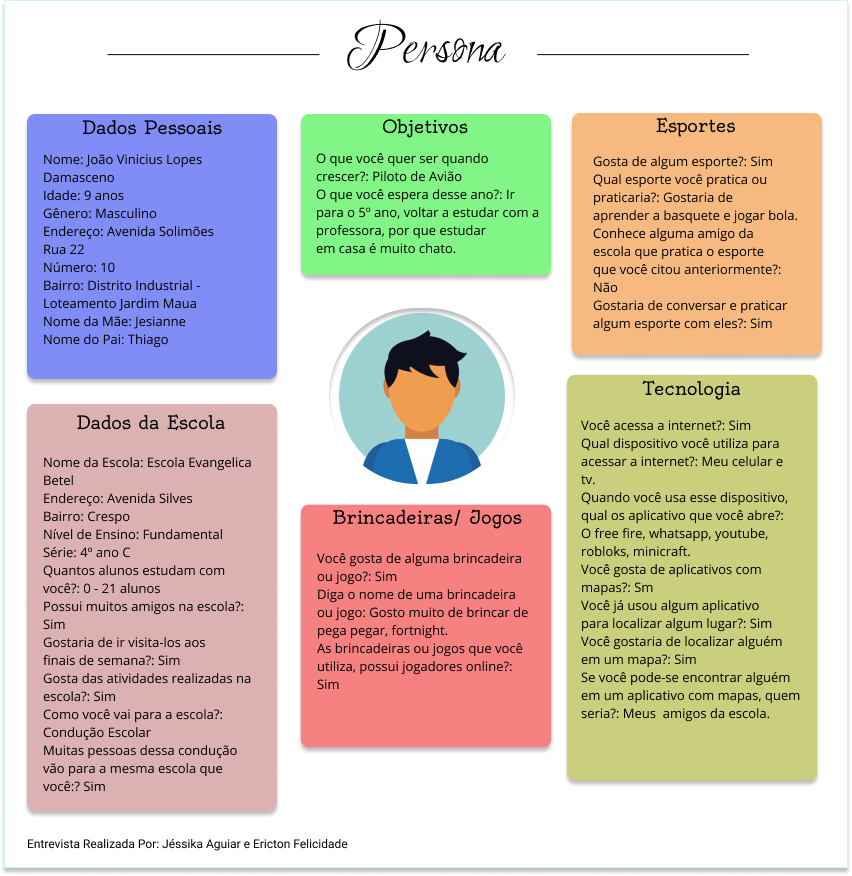 Persona
Dados Pessoais
Nome: João Vinicius Lopes
Damasceno
Idade: 9 anos
Gênero: Masculino
Endereço: Avenida Solimões
Rua 22
Número: 10
Bairro: Distrito Industrial -
Loteamento Jardim Maua
Nome da Mãe: Jesianne
Nome do Pai: Thiago
Objetivos
O que você quer ser quando
crescer?: Piloto de Avião
O que você espera desse ano?: Ir
para o 5º ano, voltar a estudar com a
professora, por que estudar
em casa é muito chato.
Esportes
Gosta de algum esporte?: Sim
Qual esporte você pratica ou
praticaria?: Gostaria de
aprender a basquete e jogar bola.
Conhece alguma amigo da
escola que pratica o esporte
que você citou anteriormente?:
Não
Gostaria de conversar e praticar
algum esporte com eles?: Sim
Dados da Escola
Nome da Escola: Escola Evangelica
Betel
Endereço: Avenida Silves
Bairro: Crespo
Nível de Ensino: Fundamental
Série: 4º ano C
Quantos alunos estudam com
você?: 0 - 21 alunos
Possui muitos amigos na escola?:
Sim
Gostaria de ir visita-los aos
finais de semana?: Sim
Gosta das atividades realizadas na
escola?: Sim
Como você vai para a escola?:
Condução Escolar
Muitas pessoas dessa condução
vão para a mesma escola que
você:? Sim
Brincadeiras/ Jogos
Você gosta de alguma brincadeira
ou jogo?: Sim
Diga o nome de uma brincadeira
ou jogo: Gosto muito de brincar de
pega pegar, fortnight.
As brincadeiras ou jogos que você
utiliza, possui jogadores online?:
Sim
Tecnologia
Você acessa a internet?: Sim
Qual dispositivo você utiliza para
acessar a internet?: Meu celular e
tv.
Quando você usa esse dispositivo,
qual os aplicativo que você abre?:
O free fire, whatsapp, youtube,
robloks, minicraft.
Você gosta de aplicativos com
mapas?: Sm
Você já usou algum aplicativo
para localizar algum lugar?: Sim
Você gostaria de localizar alguém
em um mapa?: Sim
Se você pode-se encontrar alguém
em um aplicativo com mapas, quem
seria?: Meus  amigos da escola.
Entrevista Realizada Por: Jéssika Aguiar e Ericton Felicidade